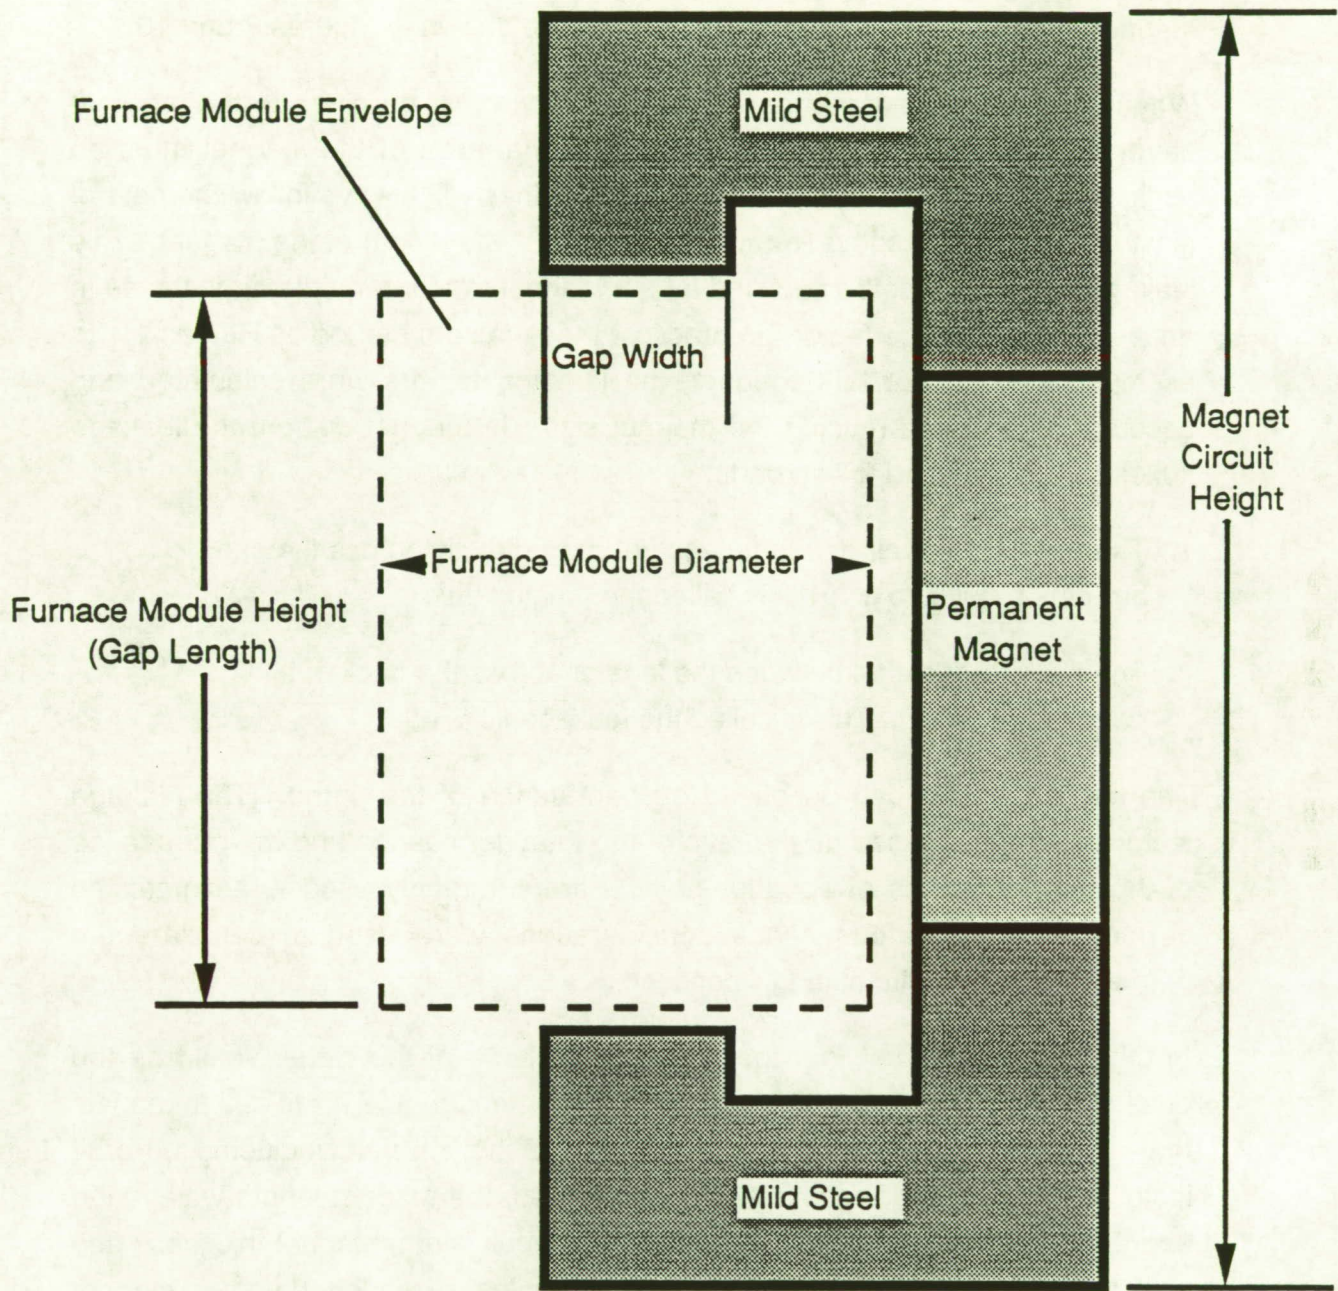 Mild Steel
Furnace Module Envelope
Gap Width
Magnet
Circuit
Height
Furnace Module Diameter
Furnace Module Height
(Gap Length)
Permanent
Magnet
Mild Steel